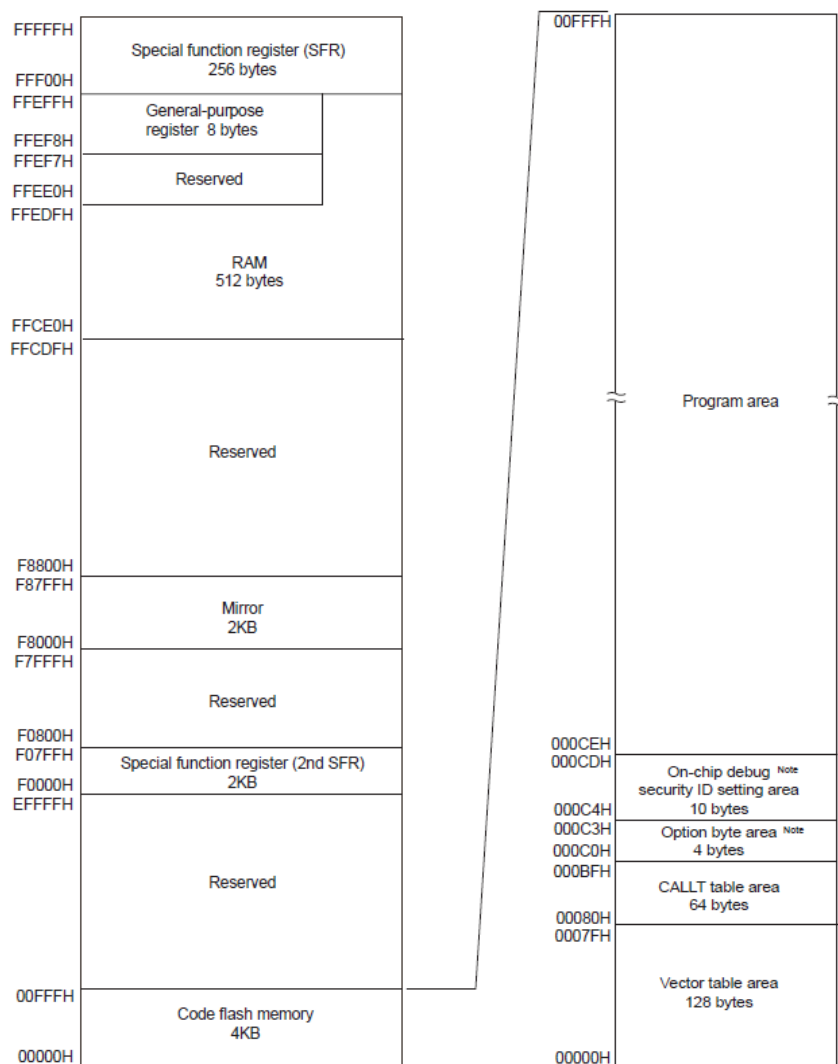 FFFFFH
Special function register (SFR)
256 bytes
FFF00H
FFEFFH
General-purpose
register 8 bytes
FFEF8H
FFEF7H
Reserved
FFEE0H
FFEDFH
RAM
512 bytes
FFCE0H
FFCDFH
Reserved
F8800H
F87FFH
Mirror
2KB
F8000H
F7FFFH
Reserved
F0800H
F07FFH
Special function register (2nd SFR)
2KB
F0000H
EFFFFH
Reserved
00FFFH
Code flash memory
4KB
00000H
00FFFH
Program area
000CEH
000CDH
On-chip debug Note
security ID setting area
10 bytes
000C4H
000C3H
Option byte area Note
4 bytes
000C0H
000BFH
CALLT table area
64 bytes
00080H
0007FH
Vector table area
128 bytes
00000H